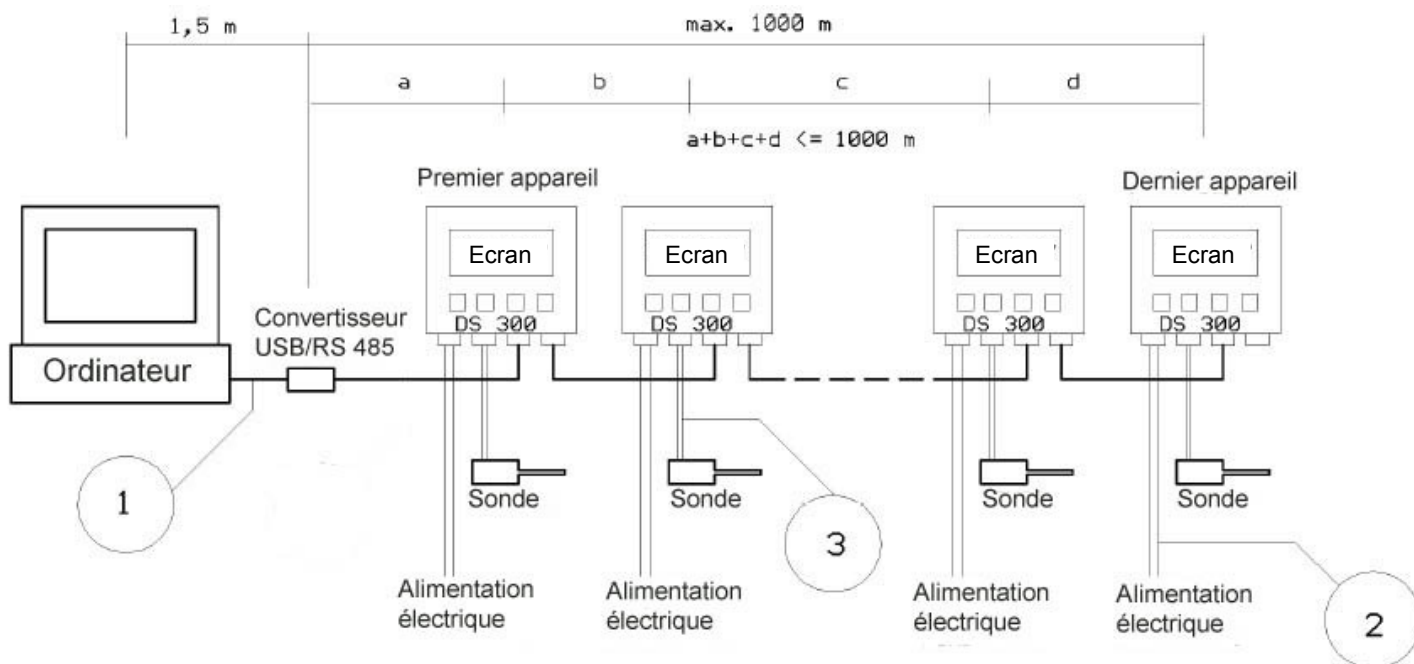 1,5 m
max. 1000 m
a
b
c
d
a+b+c+d <= 1000 m
Premier appareil
Dernier appareil
Ecran
Ecran
Ecran
Ecran
Convertisseur
USB/RS 485
DS 300
DS 300
DS 300
DS 300
Ordinateur
1
Sonde
Sonde
Sonde
Sonde
3
Alimentation
électrique
Alimentation
électrique
Alimentation
électrique
Alimentation
électrique
2